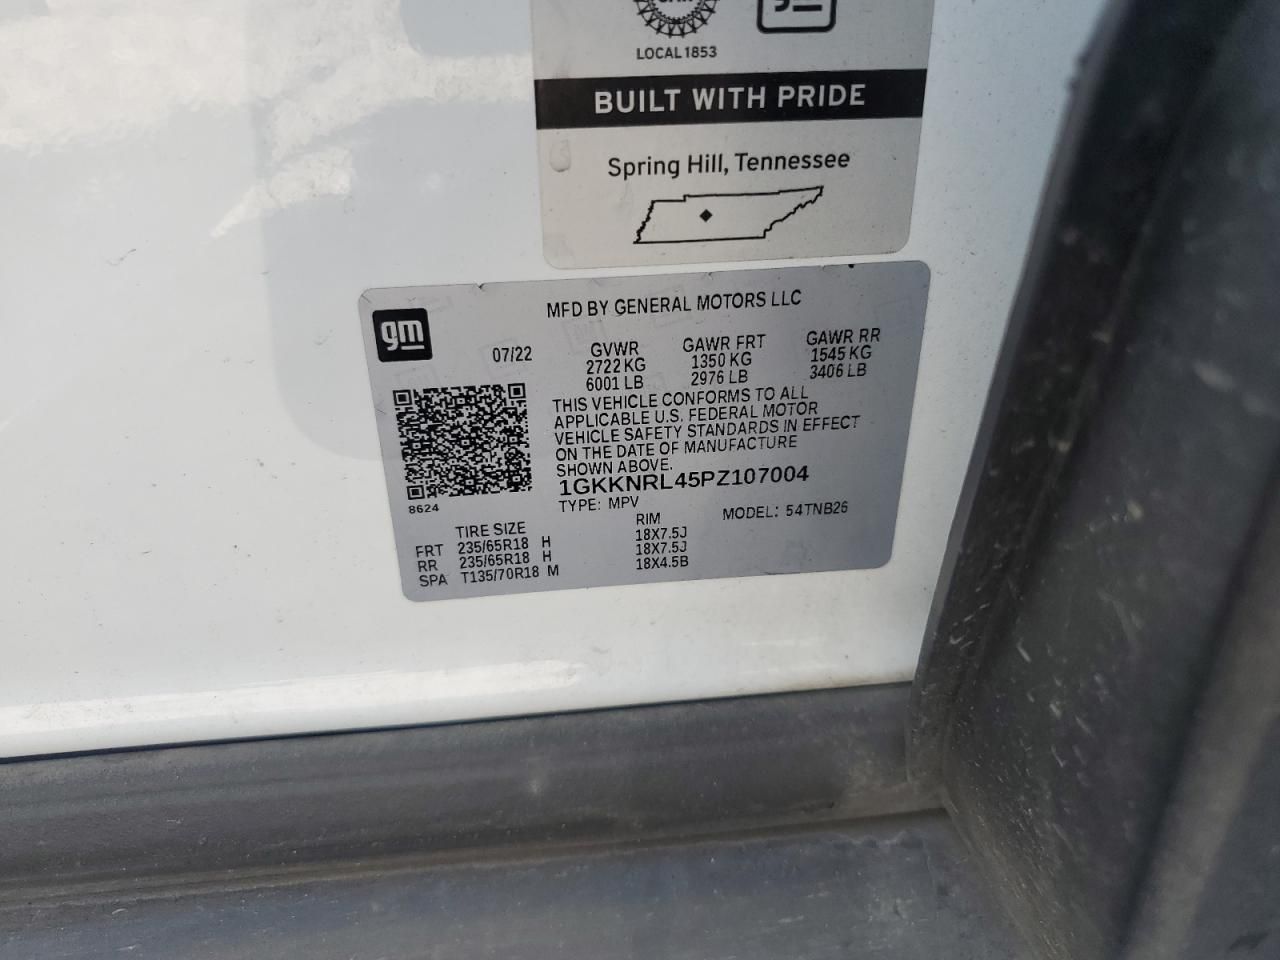 LOCAL 1853
BUILT WITH PRIDE
Spring Hill, Tennessee
MFD BY GENERAL MOTORS LLC
gm
07/22
GVWR
2722 KG
6001 LB
GAWR FRT
1350 KG
2976 LB
GAWR RR
1545 KG
3406 LB
THIS VEHICLE CONFORMS TO ALL
APPLICABLE U.S. FEDERAL MOTOR
VEHICLE SAFETY STANDARDS IN EFFECT
ON THE DATE OF MANUFACTURE
SHOWN ABOVE.
1GKKNRL45PZ107004
TYPE: MPV
MODEL: 54TNB26
8624
TIRE SIZE RIM
FRT 235/65R18 H 18X7.5J
RR 235/65R18 H 18X7.5J
SPA T135/70R18 M 18X4.5B